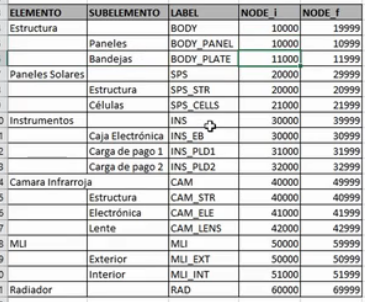 ELEMENTO SUBELEMENTO LABEL NODE_i NODE_f
Estructura BODY 10000 19999
Paneles BODY_PANEL 10000 10999
Bandejas BODY_PLATE 11000 11999
Paneles Solares SPS 20000 29999
Estructura SPS_STR 20000 20999
Células SPS_CELLS 21000 21999
Instrumentos INS 30000 39999
Caja Electrónica INS_EB 30000 30999
Carga de pago 1 INS_PLD1 31000 31999
Carga de pago 2 INS_PLD2 32000 32999
Camara Infrarroja CAM 40000 49999
Estructura CAM_STR 40000 40999
Electrónica CAM_ELE 41000 41999
Lente CAM_LENS 42000 42999
MLI MLI 50000 59999
Exterior MLI_EXT 50000 50999
Interior MLI_INT 51000 51999
Radiador RAD 60000 69999